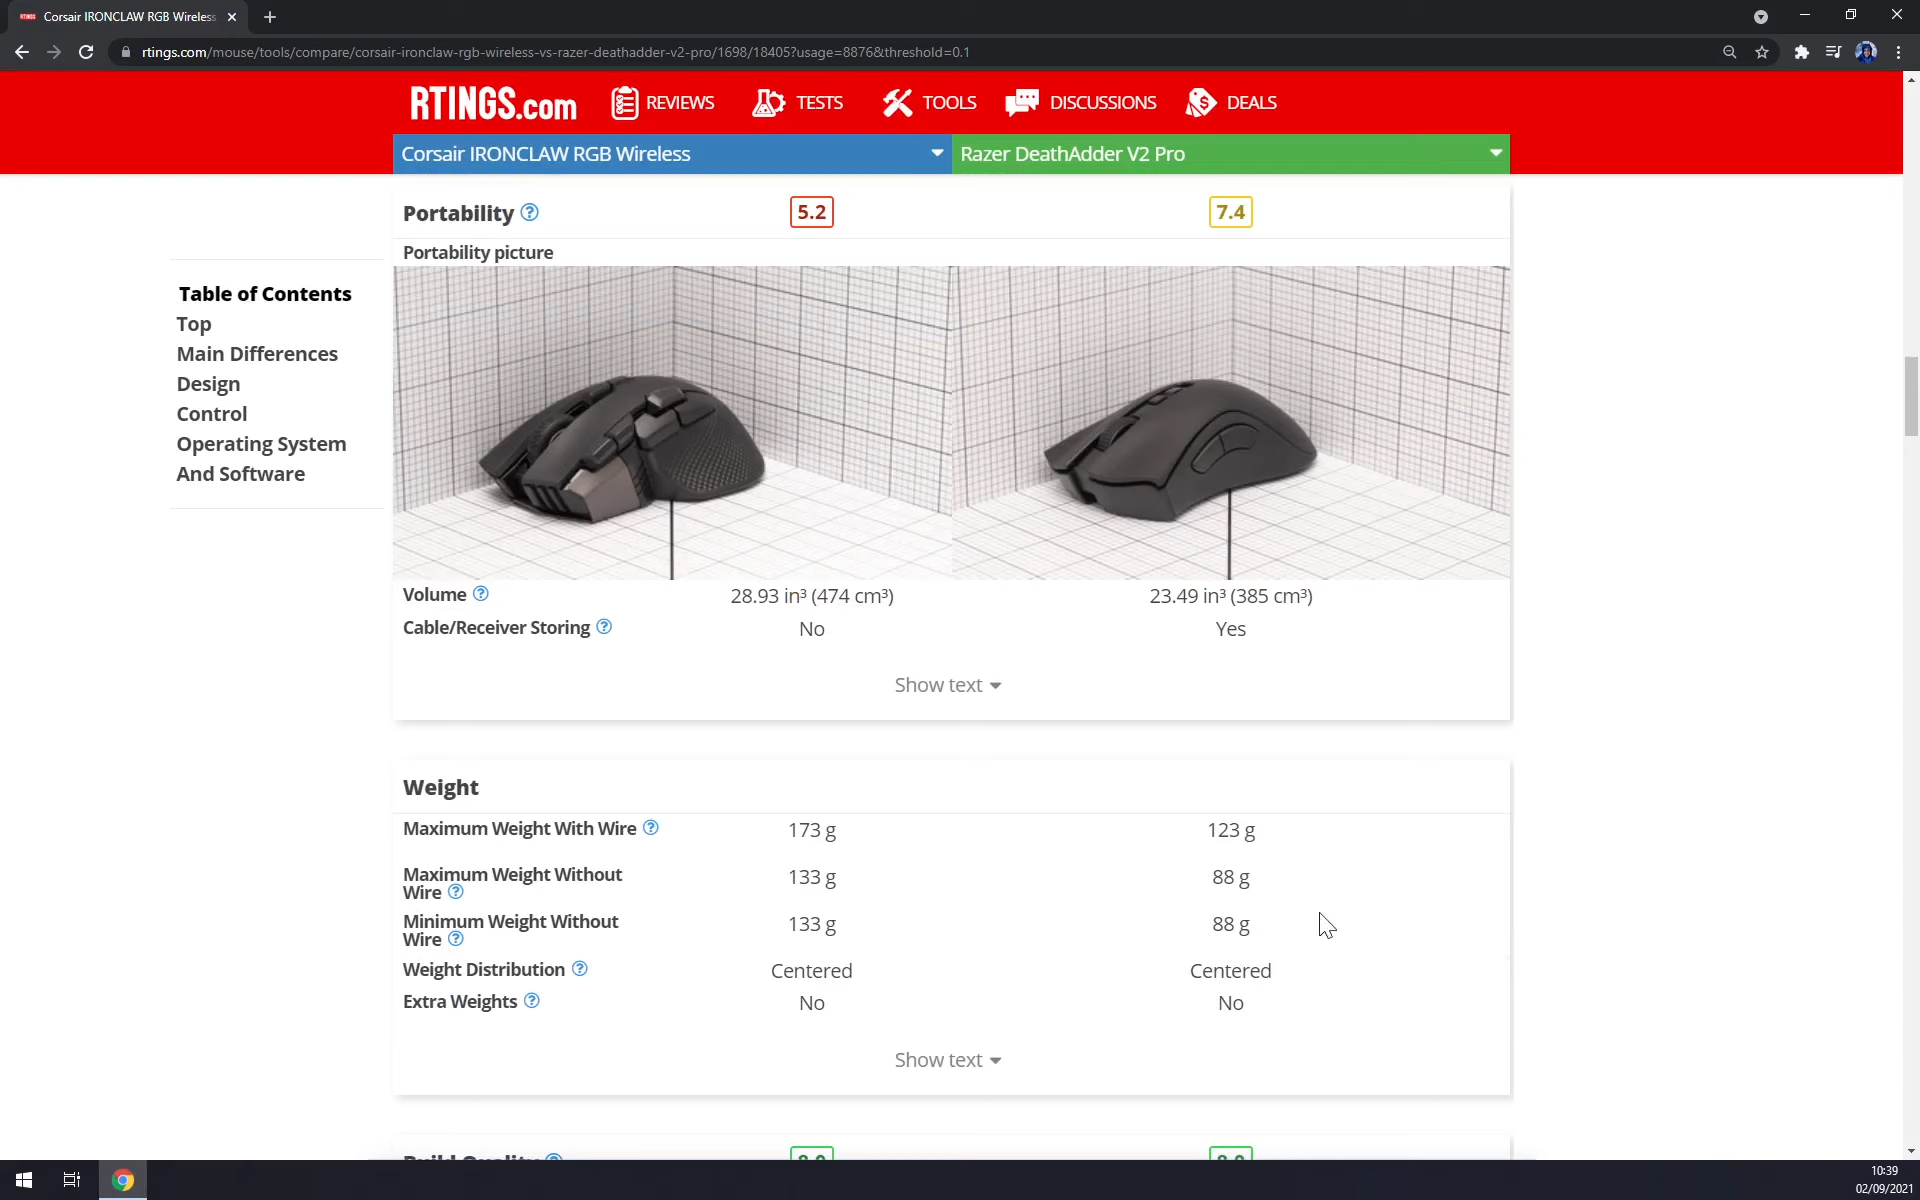 Corsair IRONCLAW RGB Wireless
rtings.com/mouse/tools/compare/corsair-ironclaw-rgb-wireless-vs-razer-deathadder-v2-pro/1698/18405?usage=8876&threshold=0.1
RTINGS.com REVIEWS TESTS TOOLS DISCUSSIONS DEALS
Corsair IRONCLAW RGB Wireless Razer DeathAdder V2 Pro
Portability 5.2 7.4
Portability picture
Table of Contents
Top
Main Differences
Design
Control
Operating System
And Software
Volume 28.93 in³ (474 cm³) 23.49 in³ (385 cm³)
Cable/Receiver Storing No Yes
Show text
Weight
Maximum Weight With Wire 173 g 123 g
Maximum Weight Without
Wire 133 g 88 g
Minimum Weight Without
Wire 133 g 88 g
Weight Distribution Centered Centered
Extra Weights No No
Show text
10:39
02/09/2021